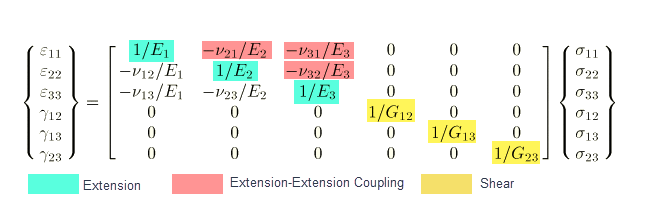 ε₁₁ 1/E₁ −ν₂₁/E₂ −ν₃₁/E₃ 0 0 0 σ₁₁
ε₂₂ −ν₁₂/E₁ 1/E₂ −ν₃₂/E₃ 0 0 0 σ₂₂
ε₃₃ −ν₁₃/E₁ −ν₂₃/E₂ 1/E₃ 0 0 0 σ₃₃
γ₁₂ = 0 0 0 1/G₁₂ 0 0 σ₁₂
γ₁₃ 0 0 0 0 1/G₁₃ 0 σ₁₃
γ₂₃ 0 0 0 0 0 1/G₂₃ σ₂₃
Extension Extension-Extension Coupling Shear